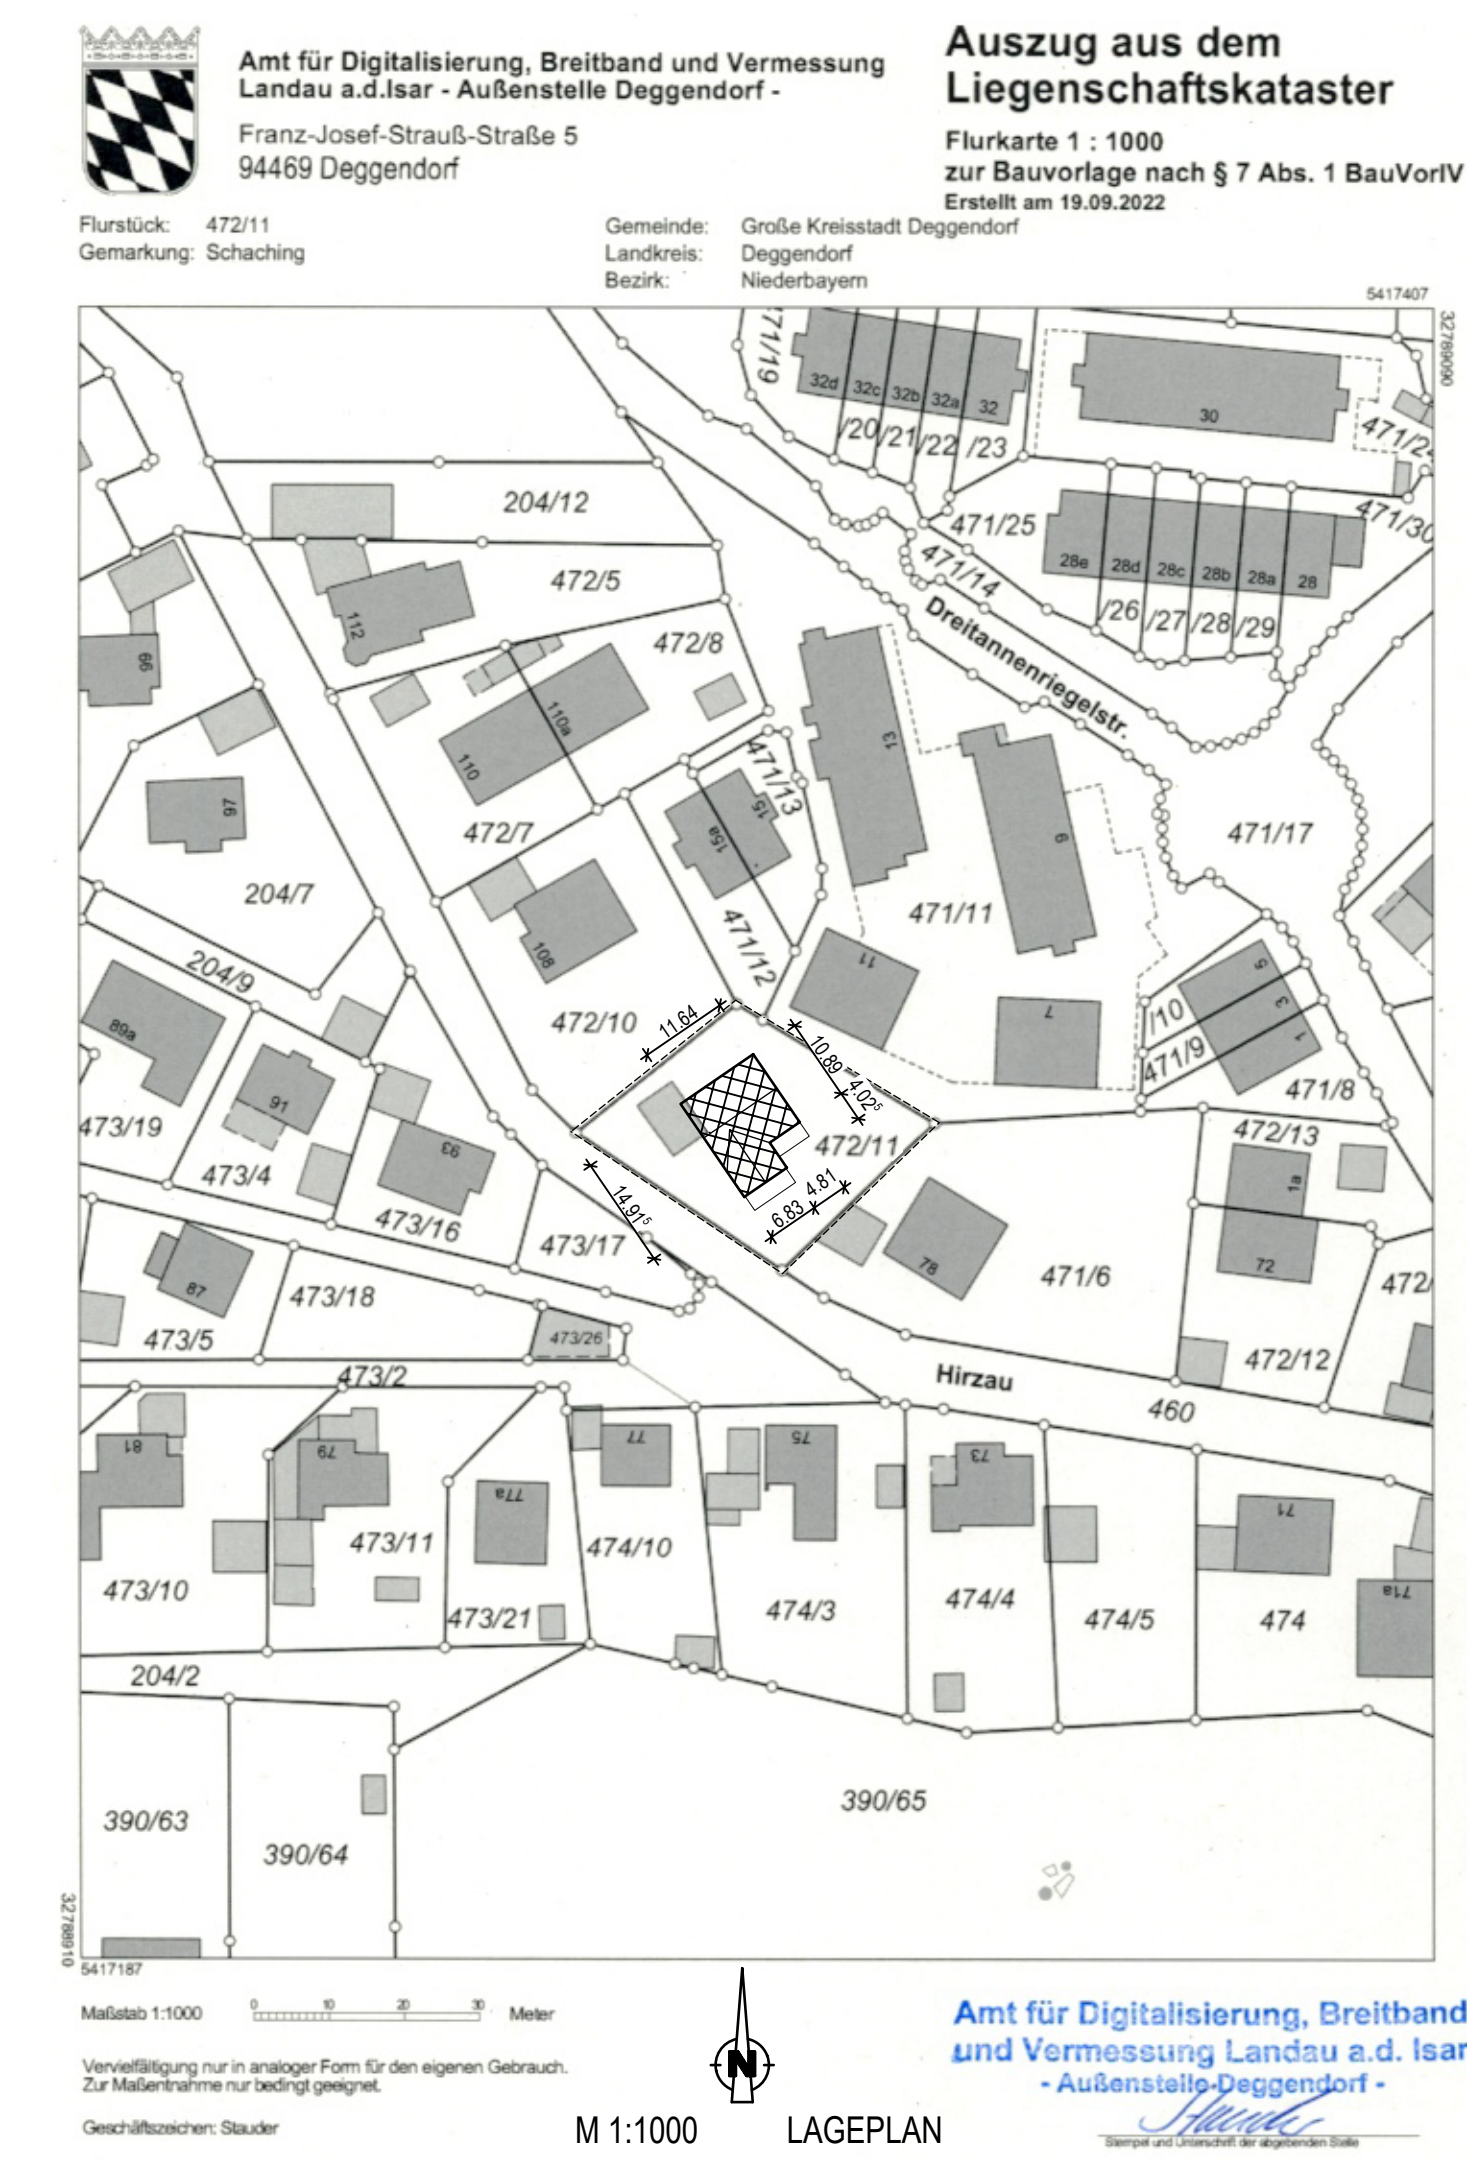 Amt für Digitalisierung, Breitband und Vermessung
Landau a.d.Isar - Außenstelle Deggendorf -
Franz-Josef-Strauß-Straße 5
94469 Deggendorf
Auszug aus dem
Liegenschaftskataster
Flurkarte 1 : 1000
zur Bauvorlage nach § 7 Abs. 1 BauVorlV
Erstellt am 19.09.2022
Flurstück: 472/11
Gemarkung: Schaching
Gemeinde: Große Kreisstadt Deggendorf
Landkreis: Deggendorf
Bezirk: Niederbayern
5417407
32789090
471/19
32d 32c 32b 32a 32
30
/20 /21 /22 /23
471/24
204/12
471/25
471/30
472/5
471/14
28e 28d 28c 28b 28a 28
/26 /27 /28 /29
112
Dreitannenriegelstr.
66
472/8
110a
110
13
471/13
15
15a
9
97
472/7
471/17
204/7
471/11
471/12
108
11
204/9
5
3
1
89a
472/10
11.64
7
/10
471/9
10.89
4.02⁵
471/8
91
473/19
93
472/11
472/13
473/4
1a
14.91⁵
6.83 4.81
473/16
473/17
78
72
471/6
472/
87
473/18
473/5
473/26
472/12
473/2
Hirzau
460
81
79
77
75
73
77a
71
71a
473/11
474/10
473/10
473/21
474/3
474/4
474/5
474
204/2
390/63
390/64
390/65
32788910
5417187
Maßstab 1:1000
0 10 20 30 Meter
Vervielfältigung nur in analoger Form für den eigenen Gebrauch.
Zur Maßentnahme nur bedingt geeignet.
Geschäftszeichen: Stauder
N
M 1:1000
LAGEPLAN
Amt für Digitalisierung, Breitband
und Vermessung Landau a.d. Isar
- Außenstelle Deggendorf -
Stempel und Unterschrift der abgebenden Stelle